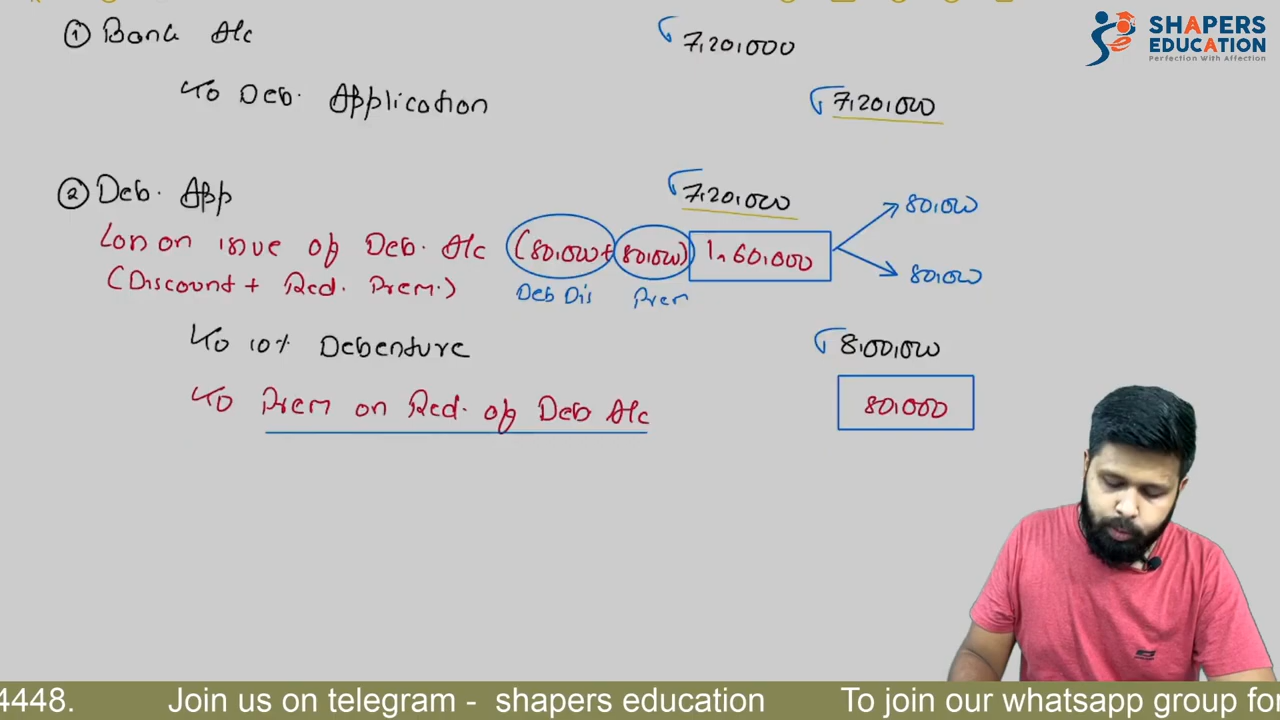 SHAPERS
EDUCATION
Perfection With Affection
① Bank A/c 7,20,000
To Deb. Application 7,20,000
② Deb. App 7,20,000
Loss on issue of Deb. A/c (80,000+ 80,000) 1,60,000 80,000
(Discount + Red. Prem.) Deb Dis Prem 80,000
To 10% Debenture 8,00,000
To Prem on Red. of Deb A/c 80,000
4448. Join us on telegram - shapers education To join our whatsapp group for